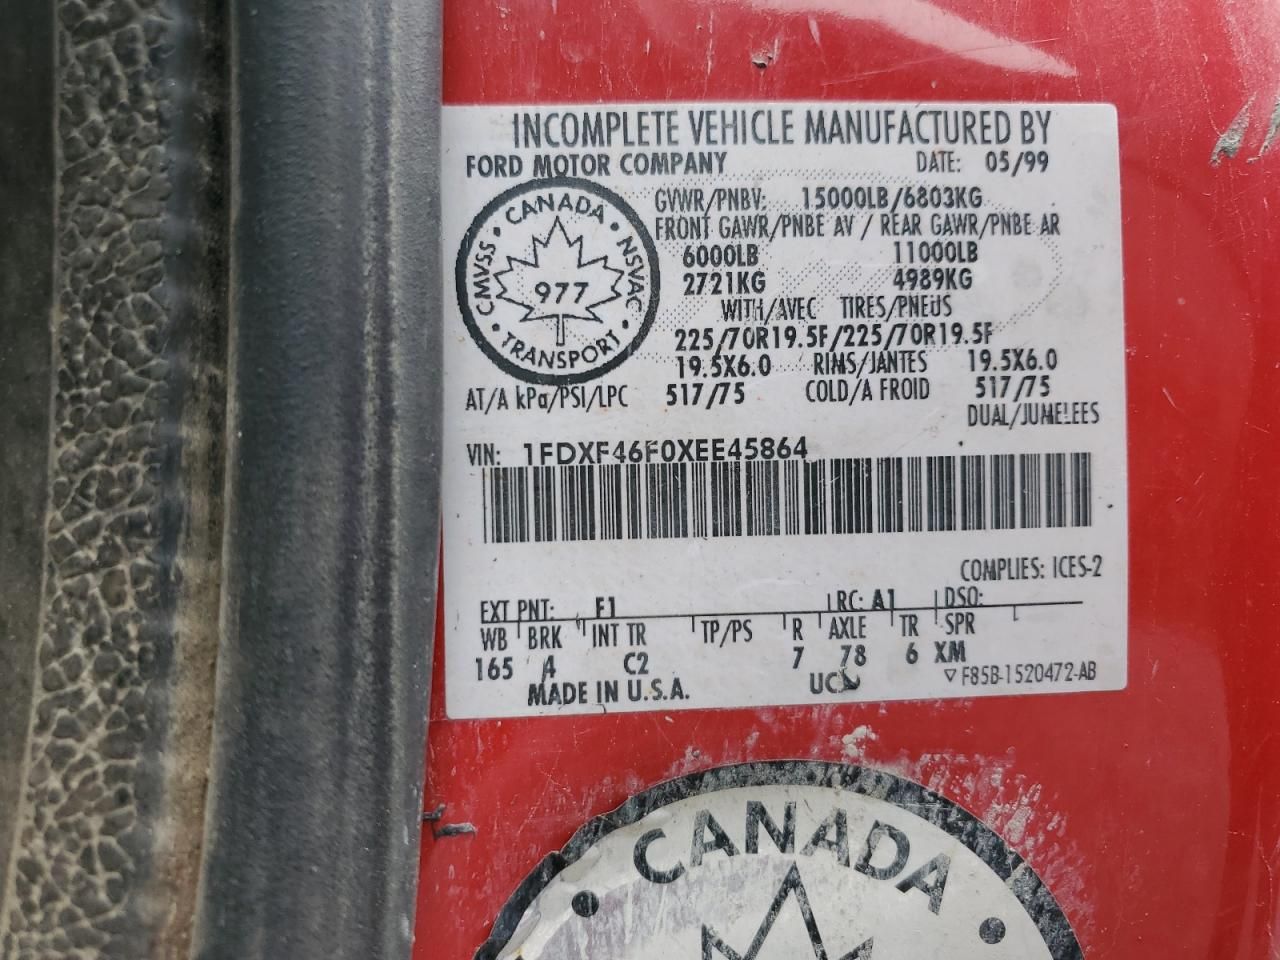 INCOMPLETE VEHICLE MANUFACTURED BY
FORD MOTOR COMPANY DATE: 05/99
GVWR/PNBV: 15000LB/6803KG
FRONT GAWR/PNBE AV / REAR GAWR/PNBE AR
6000LB 11000LB
2721KG 4989KG
WITH/AVEC TIRES/PNEUS
225/70R19.5F/225/70R19.5F
19.5X6.0 RIMS/JANTES 19.5X6.0
AT/A kPa/PSI/LPC 517/75 COLD/A FROID 517/75
DUAL/JUMELEES
CANADA
CMVSS NSVAC
977
TRANSPORT
VIN: 1FDXF46F0XEE45864
COMPLIES: ICES-2
EXT PNT: F1 RC: A1 DSO:
WB BRK INT TR TP/PS R AXLE TR SPR
165 4 C2 7 78 6 XM
MADE IN U.S.A. UC F85B-1520472-AB
CANADA